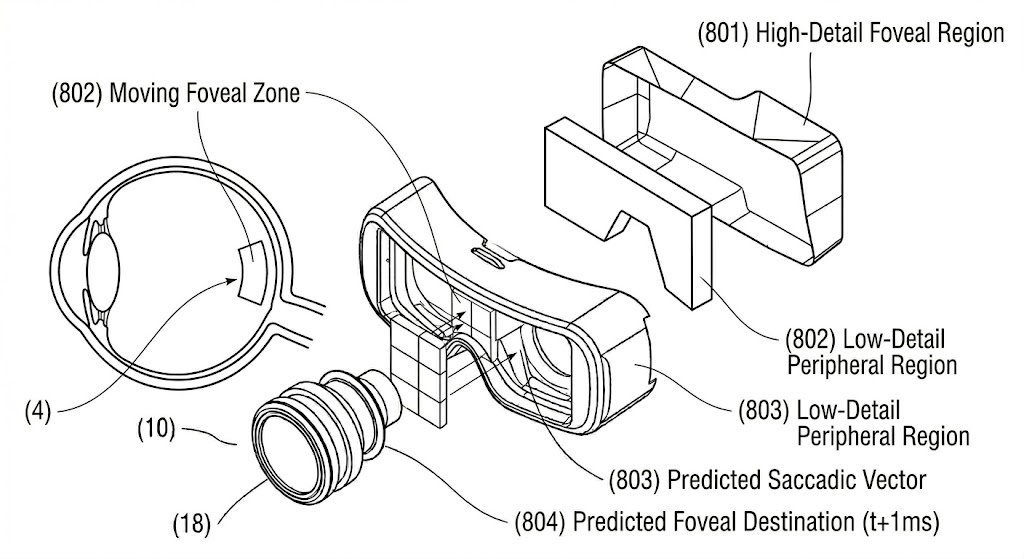 (801) High-Detail Foveal Region
(802) Moving Foveal Zone
(802) Low-Detail
Peripheral Region
(4)
(803) Low-Detail
Peripheral Region
(10)
(803) Predicted Saccadic Vector
(18)
(804) Predicted Foveal Destination (t+1ms)